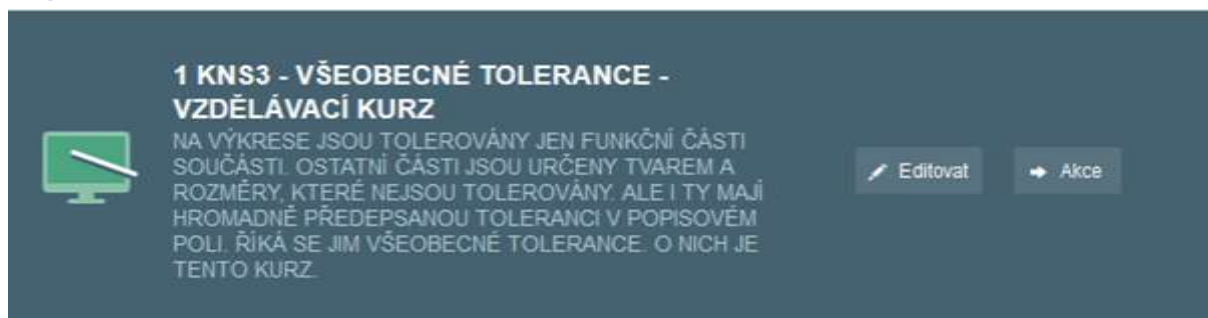 1 KNS3 - VŠEOBECNÉ TOLERANCE -
VZDĚLÁVACÍ KURZ
NA VÝKRESE JSOU TOLEROVÁNY JEN FUNKČNÍ ČÁSTI
SOUČÁSTI. OSTATNÍ ČÁSTI JSOU URČENY TVAREM A
ROZMĚRY, KTERÉ NEJSOU TOLEROVÁNY. ALE I TY MAJÍ
HROMADNĚ PŘEDEPSANOU TOLERANCI V POPISOVÉM
POLI. ŘÍKÁ SE JIM VŠEOBECNÉ TOLERANCE. O NICH JE
TENTO KURZ.
Editovat
Akce